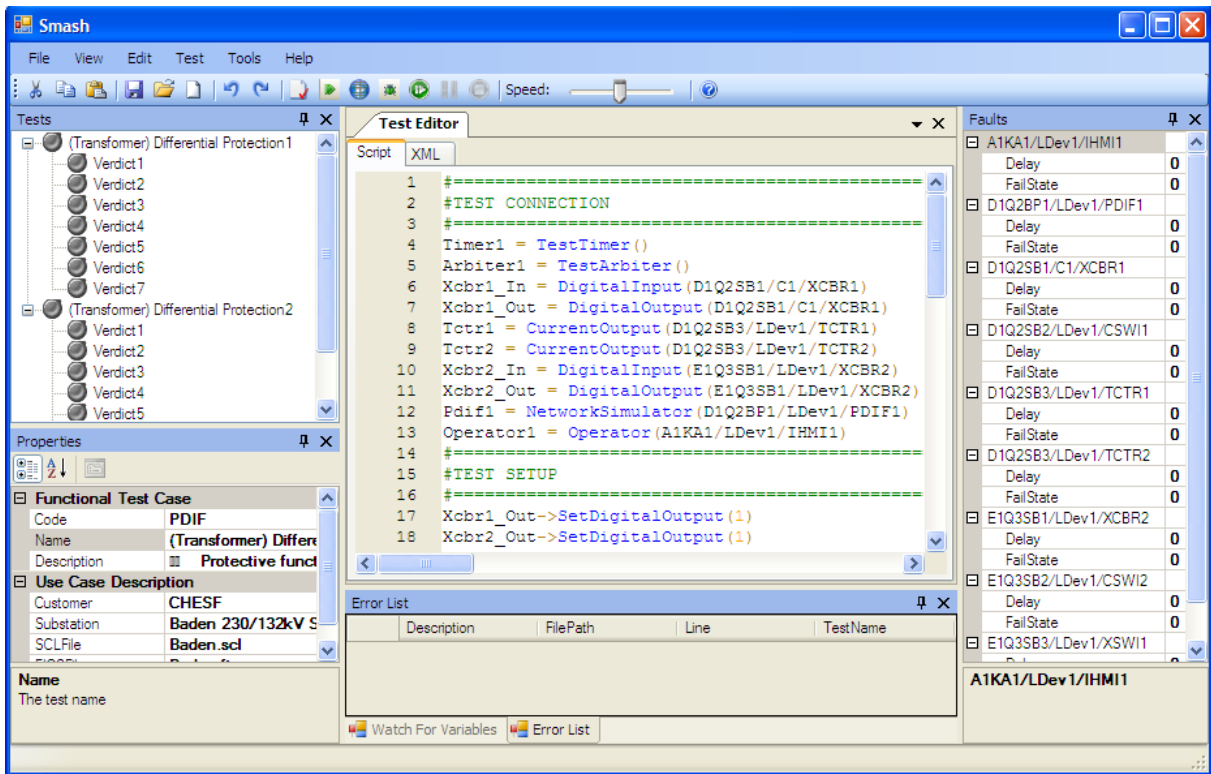 Smash
File View Edit Test Tools Help
Speed:
Tests
(Transformer) Differential Protection1
Verdict1
Verdict2
Verdict3
Verdict4
Verdict5
Verdict6
Verdict7
(Transformer) Differential Protection2
Verdict1
Verdict2
Verdict3
Verdict4
Verdict5
Properties
Functional Test Case
Code PDIF
Name (Transformer) Differe
Description Protective funct
Use Case Description
Customer CHESF
Substation Baden 230/132kV S
SCLFile Baden.scl
Name
The test name
Test Editor
Script XML
1 #==============================================
2 #TEST CONNECTION
3 #==============================================
4 Timer1 = TestTimer()
5 Arbiter1 = TestArbiter()
6 Xcbr1_In = DigitalInput(D1Q2SB1/C1/XCBR1)
7 Xcbr1_Out = DigitalOutput(D1Q2SB1/C1/XCBR1)
8 Tctr1 = CurrentOutput(D1Q2SB3/LDev1/TCTR1)
9 Tctr2 = CurrentOutput(D1Q2SB3/LDev1/TCTR2)
10 Xcbr2_In = DigitalInput(E1Q3SB1/LDev1/XCBR2)
11 Xcbr2_Out = DigitalOutput(E1Q3SB1/LDev1/XCBR2)
12 Pdif1 = NetworkSimulator(D1Q2BP1/LDev1/PDIF1)
13 Operator1 = Operator(A1KA1/LDev1/IHMI1)
14 #==============================================
15 #TEST SETUP
16 #==============================================
17 Xcbr1_Out->SetDigitalOutput(1)
18 Xcbr2_Out->SetDigitalOutput(1)
Error List
Description FilePath Line TestName
Watch For Variables Error List
Faults
A1KA1/LDev1/IHMI1
Delay 0
FailState 0
D1Q2BP1/LDev1/PDIF1
Delay 0
FailState 0
D1Q2SB1/C1/XCBR1
Delay 0
FailState 0
D1Q2SB2/LDev1/CSWI1
Delay 0
FailState 0
D1Q2SB3/LDev1/TCTR1
Delay 0
FailState 0
D1Q2SB3/LDev1/TCTR2
Delay 0
FailState 0
E1Q3SB1/LDev1/XCBR2
Delay 0
FailState 0
E1Q3SB2/LDev1/CSWI2
Delay 0
FailState 0
E1Q3SB3/LDev1/XSWI1
A1KA1/LDev1/IHMI1